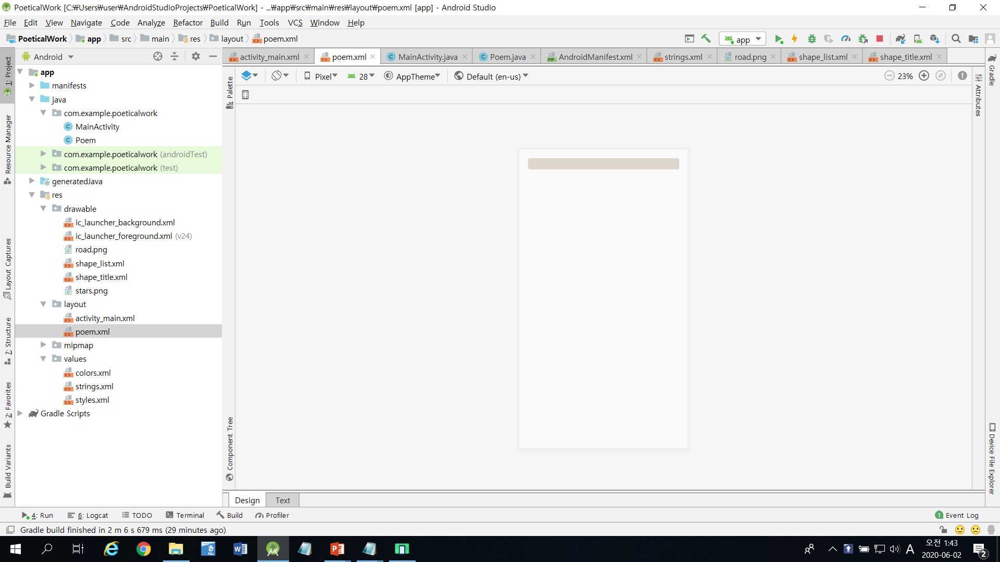 PoeticalWork [C:₩Users₩user₩AndroidStudioProjects₩PoeticalWork] - ...₩app₩src₩main₩res₩layout₩poem.xml [app] - Android Studio
File Edit View Navigate Code Analyze Refactor Build Run Tools VCS Window Help
PoeticalWork app src main res layout poem.xml app
Android activity_main.xml poem.xml MainActivity.java Poem.java AndroidManifest.xml strings.xml road.png shape_list.xml shape_title.xml
Pixel 28 AppTheme Default (en-us) 23%
app
manifests
java
com.example.poeticalwork
MainActivity
Poem
com.example.poeticalwork (androidTest)
com.example.poeticalwork (test)
generatedJava
res
drawable
ic_launcher_background.xml
ic_launcher_foreground.xml (v24)
road.png
shape_list.xml
shape_title.xml
stars.png
layout
activity_main.xml
poem.xml
mipmap
values
colors.xml
strings.xml
styles.xml
Gradle Scripts
1: Project
Resource Manager
Layout Captures
7: Structure
2: Favorites
Build Variants
Palette
Component Tree
Attributes
Gradle
Device File Explorer
Design Text
4: Run 6: Logcat TODO Terminal Build Profiler 1 Event Log
Gradle build finished in 2 m 6 s 679 ms (29 minutes ago)
A 오전 1:43
2020-06-02 2